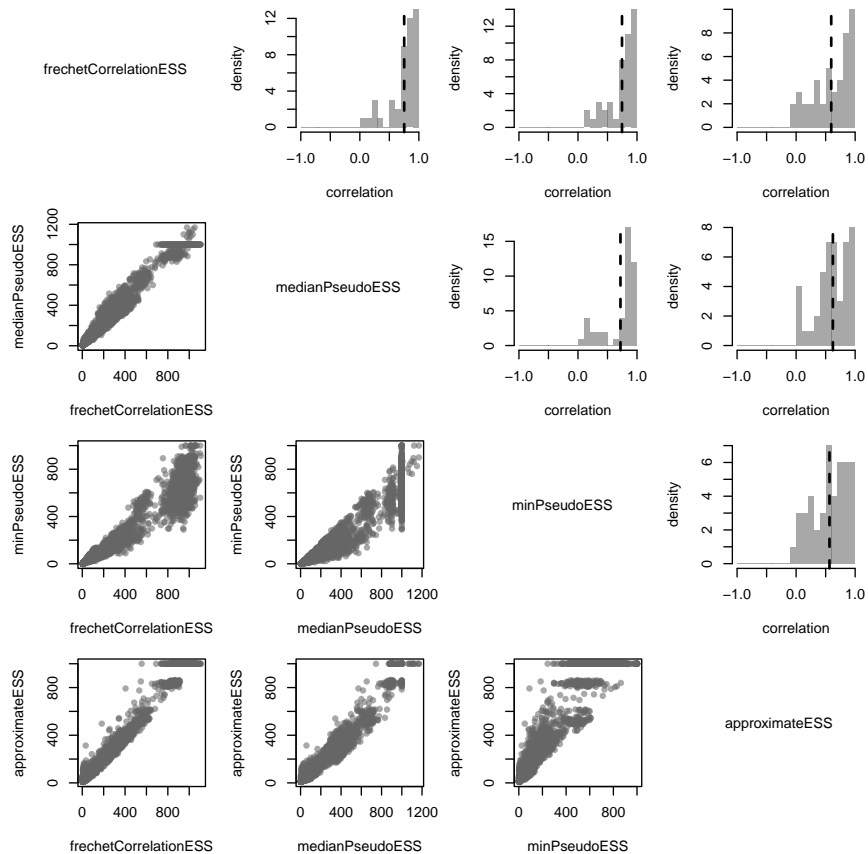 frechetCorrelationESS
density
0 4 8 12
−1.0 0.0 1.0
correlation
density
0 4 8 12
−1.0 0.0 1.0
correlation
density
0 2 4 6 8 10
−1.0 0.0 1.0
correlation
medianPseudoESS
0 400 800 1200
0 400 800
frechetCorrelationESS
medianPseudoESS
density
0 5 10 15
−1.0 0.0 1.0
correlation
density
0 2 4 6 8
−1.0 0.0 1.0
correlation
minPseudoESS
0 400 800
0 400 800
frechetCorrelationESS
minPseudoESS
0 400 800
0 400 800 1200
medianPseudoESS
minPseudoESS
density
0 2 4 6
−1.0 0.0 1.0
correlation
approximateESS
0 400 800
0 400 800
frechetCorrelationESS
approximateESS
0 400 800
0 400 800 1200
medianPseudoESS
approximateESS
0 400 800
0 400 800
minPseudoESS
approximateESS